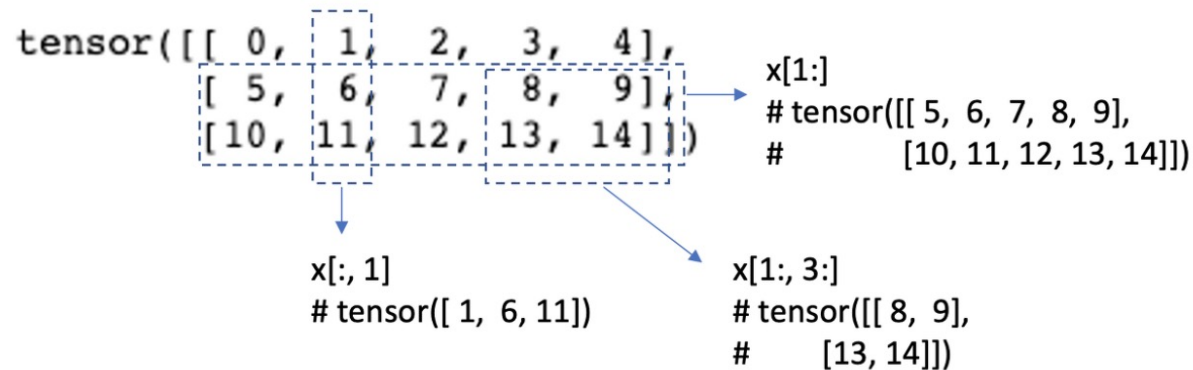 tensor([[ 0, 1, 2, 3, 4],
[ 5, 6, 7, 8, 9],
[10, 11, 12, 13, 14]])
x[1:]
# tensor([[ 5, 6, 7, 8, 9],
# [10, 11, 12, 13, 14]])
x[:, 1]
# tensor([ 1, 6, 11])
x[1:, 3:]
# tensor([[ 8, 9],
# [13, 14]])